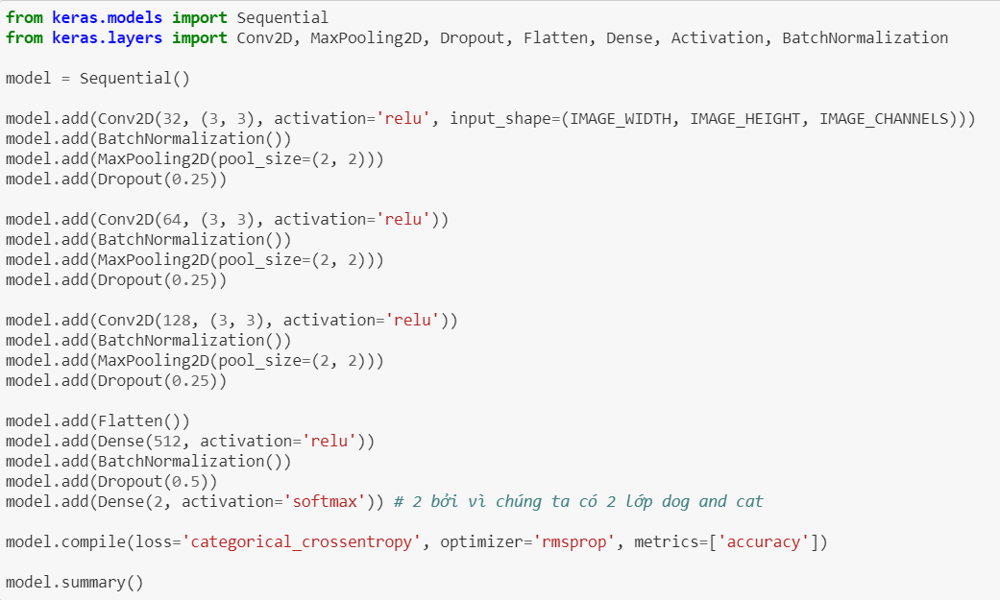 from keras.models import Sequential
from keras.layers import Conv2D, MaxPooling2D, Dropout, Flatten, Dense, Activation, BatchNormalization
model = Sequential()
model.add(Conv2D(32, (3, 3), activation='relu', input_shape=(IMAGE_WIDTH, IMAGE_HEIGHT, IMAGE_CHANNELS)))
model.add(BatchNormalization())
model.add(MaxPooling2D(pool_size=(2, 2)))
model.add(Dropout(0.25))
model.add(Conv2D(64, (3, 3), activation='relu'))
model.add(BatchNormalization())
model.add(MaxPooling2D(pool_size=(2, 2)))
model.add(Dropout(0.25))
model.add(Conv2D(128, (3, 3), activation='relu'))
model.add(BatchNormalization())
model.add(MaxPooling2D(pool_size=(2, 2)))
model.add(Dropout(0.25))
model.add(Flatten())
model.add(Dense(512, activation='relu'))
model.add(BatchNormalization())
model.add(Dropout(0.5))
model.add(Dense(2, activation='softmax')) # 2 bởi vì chúng ta có 2 lớp dog and cat
model.compile(loss='categorical_crossentropy', optimizer='rmsprop', metrics=['accuracy'])
model.summary()